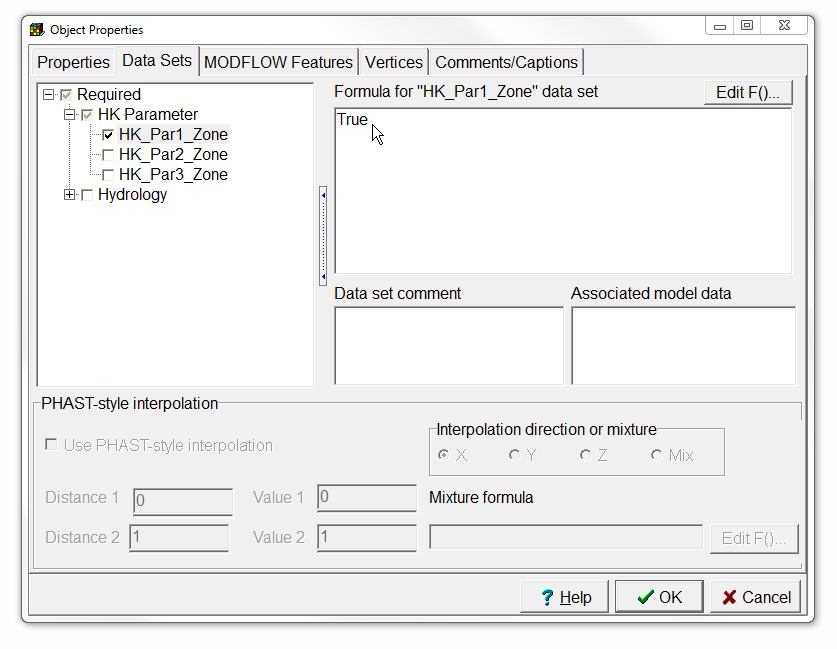 Object Properties
Properties Data Sets MODFLOW Features Vertices Comments/Captions
Required
HK Parameter
HK_Par1_Zone
HK_Par2_Zone
HK_Par3_Zone
Hydrology
Formula for "HK_Par1_Zone" data set Edit F()...
True
Data set comment Associated model data
PHAST-style interpolation
Use PHAST-style interpolation
Interpolation direction or mixture
X Y Z Mix
Distance 1 0 Value 1 0 Mixture formula
Distance 2 1 Value 2 1 Edit F()...
? Help OK Cancel